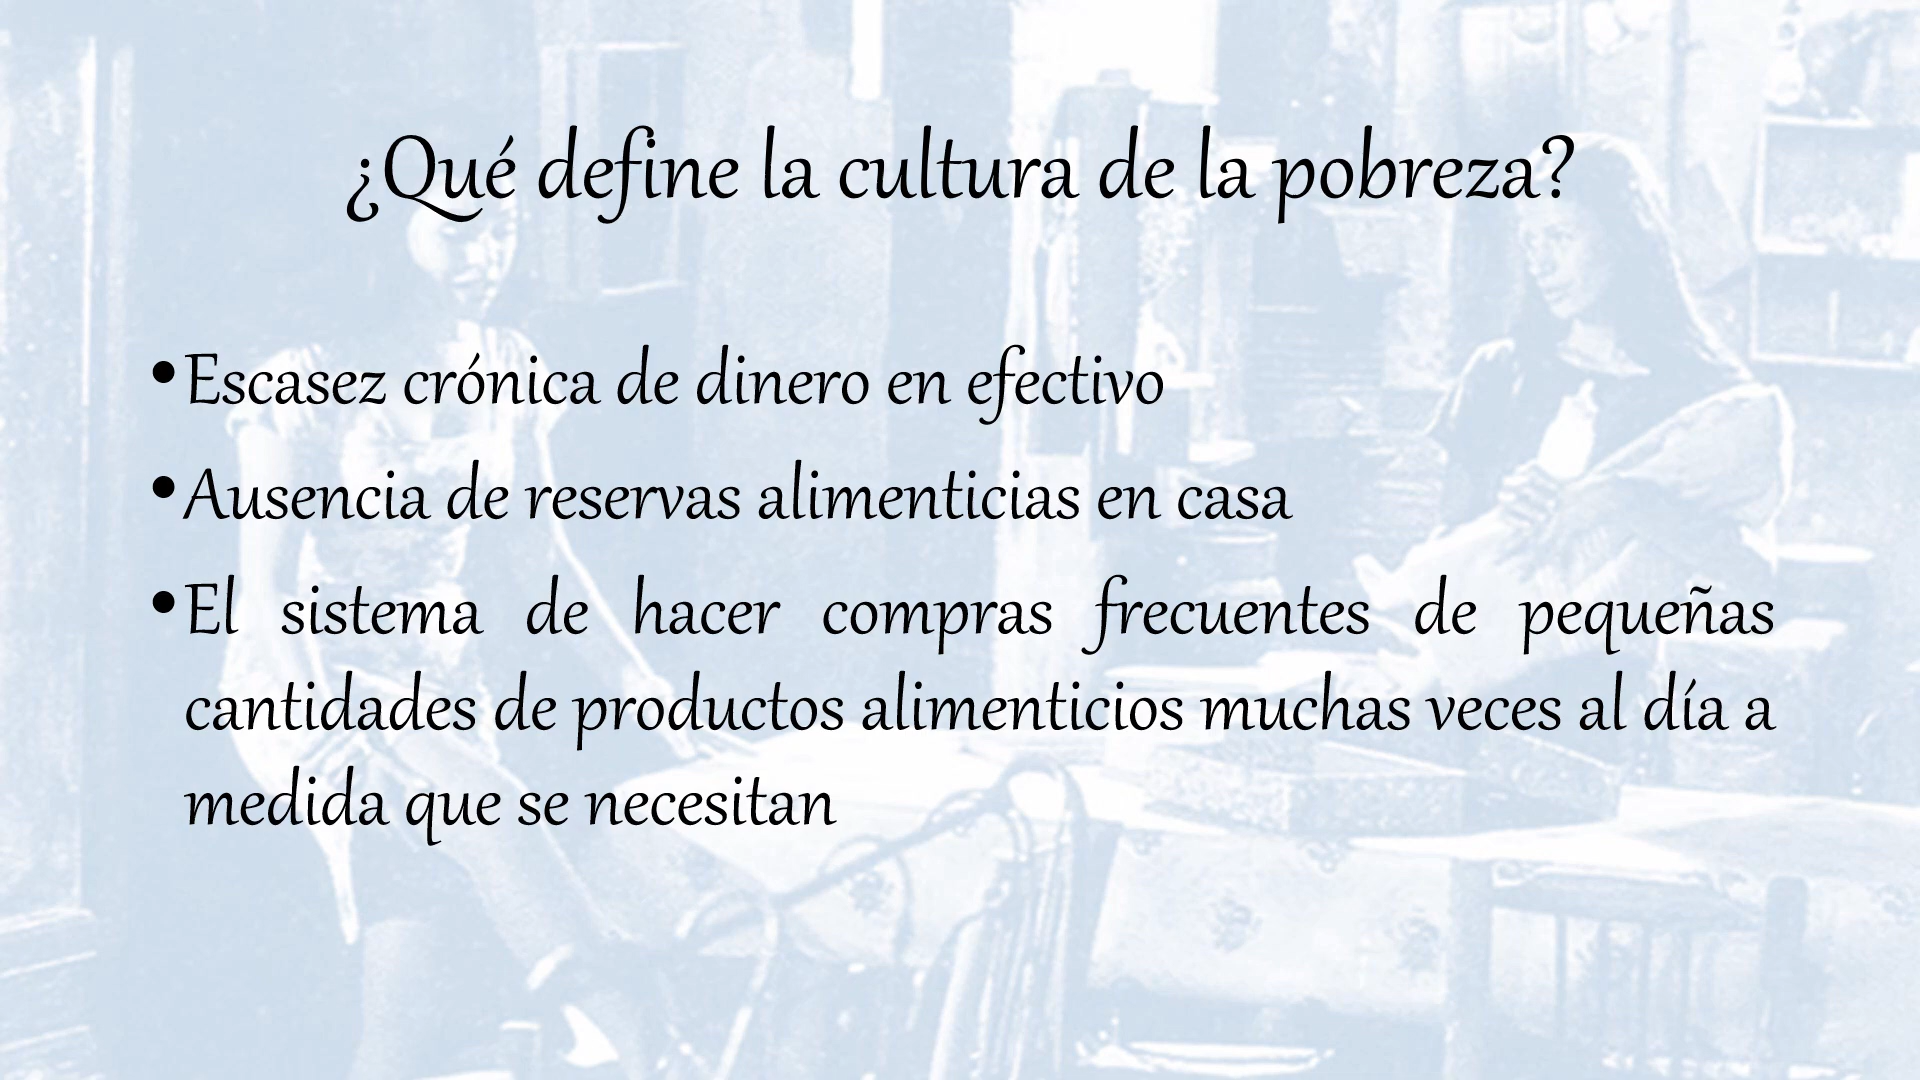 ¿Qué define la cultura de la pobreza?
•Escasez crónica de dinero en efectivo
•Ausencia de reservas alimenticias en casa
•El sistema de hacer compras frecuentes de pequeñas
cantidades de productos alimenticios muchas veces al día a
medida que se necesitan